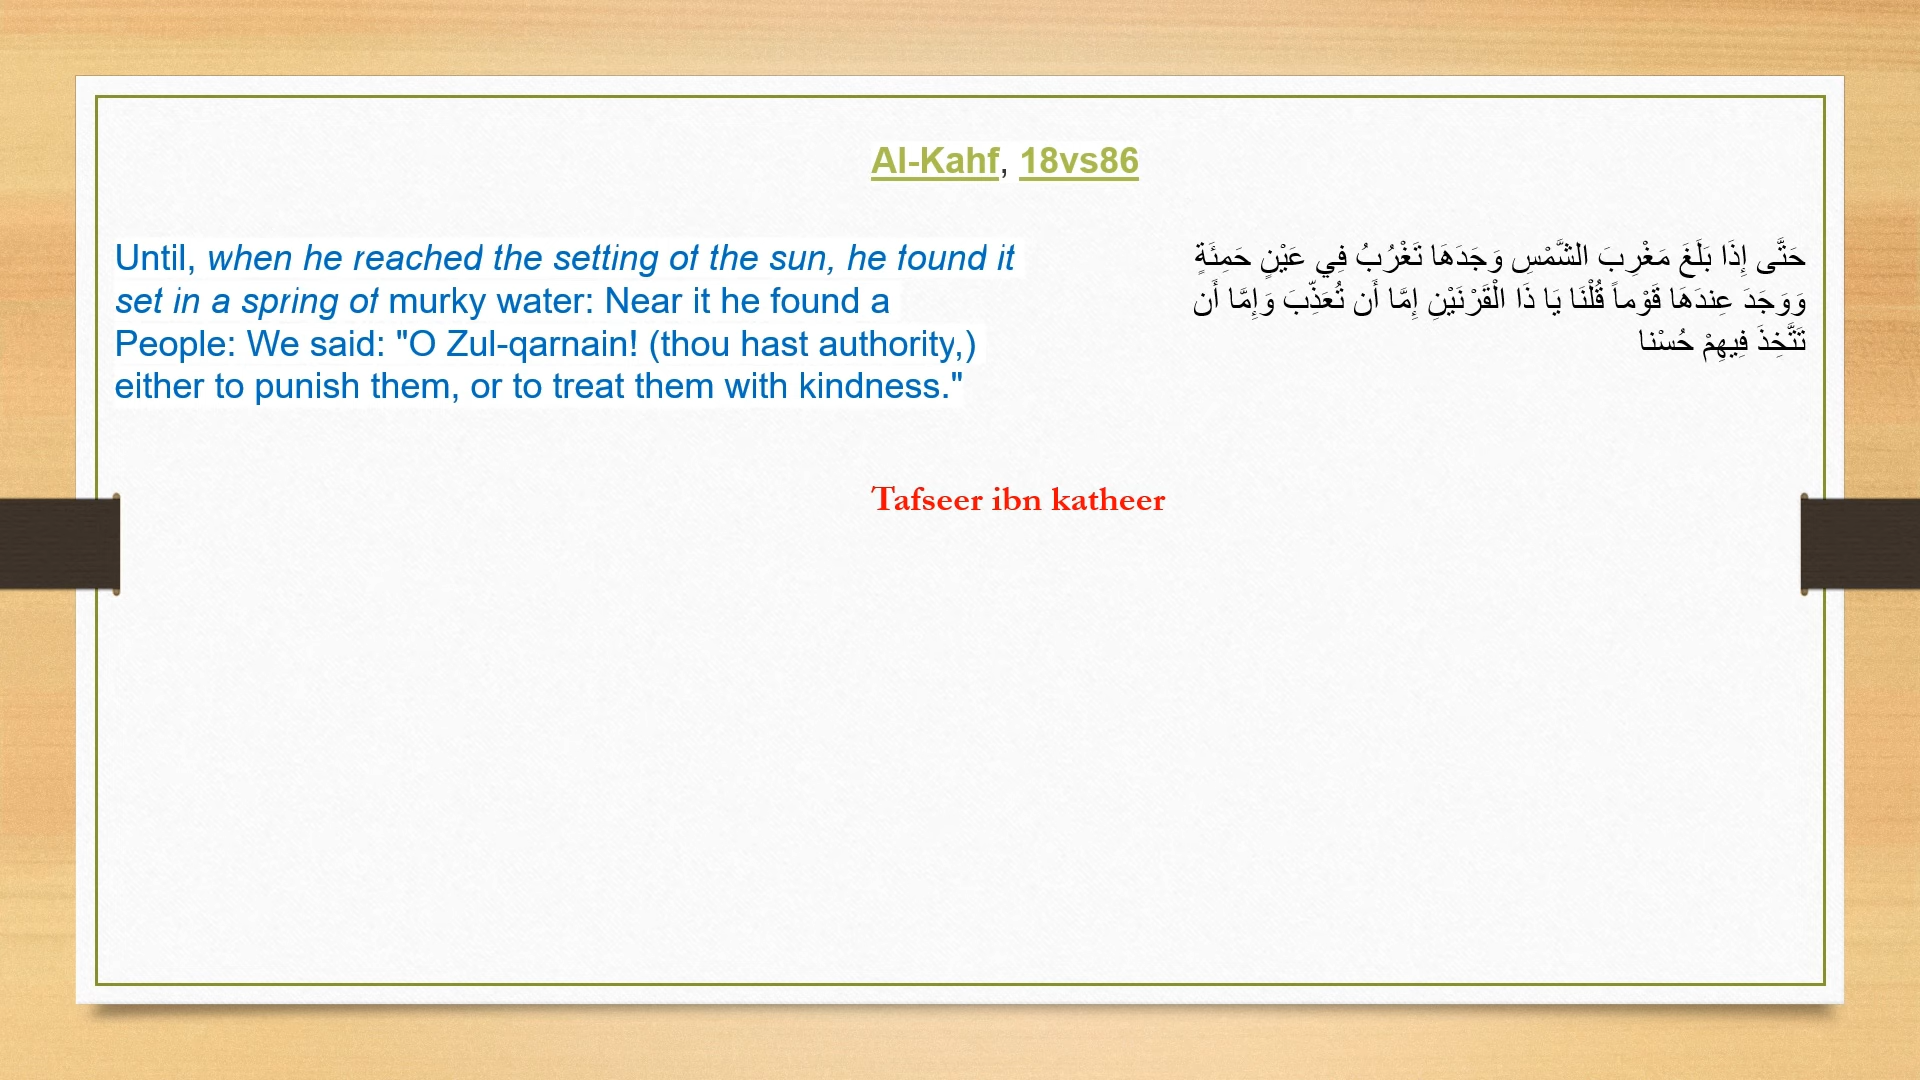 Al-Kahf, 18vs86
Until, when he reached the setting of the sun, he found it
set in a spring of murky water: Near it he found a
People: We said: "O Zul-qarnain! (thou hast authority,)
either to punish them, or to treat them with kindness."
حَتَّى إِذَا بَلَغَ مَغْرِبَ الشَّمْسِ وَجَدَهَا تَغْرُبُ فِي عَيْنٍ حَمِئَةٍ
وَوَجَدَ عِندَهَا قَوْماً قُلْنَا يَا ذَا الْقَرْنَيْنِ إِمَّا أَن تُعَذِّبَ وَإِمَّا أَن
تَتَّخِذَ فِيهِمْ حُسْنا
Tafseer ibn katheer